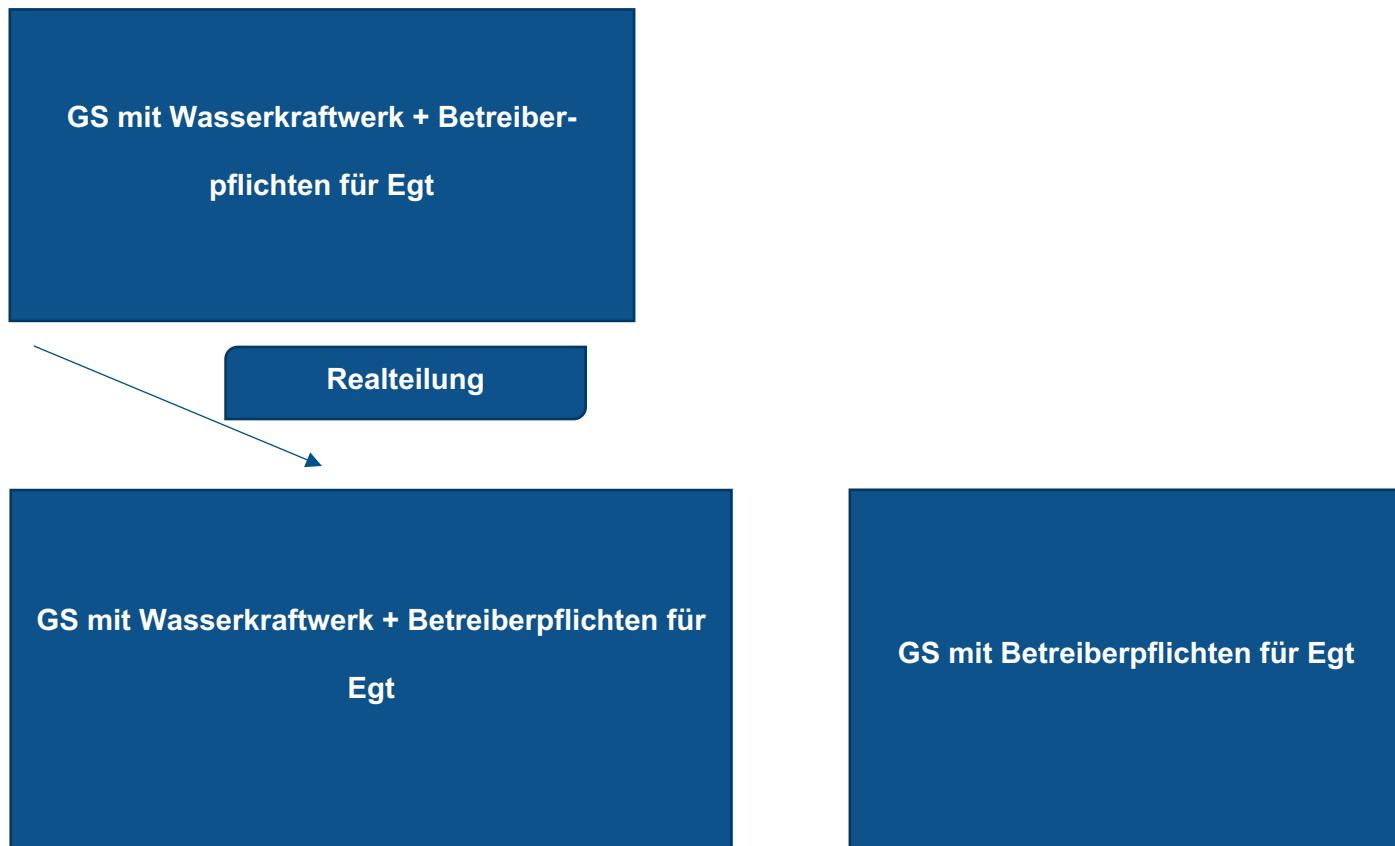 GS mit Wasserkraftwerk + Betreiber-
pflichten für Egt
Realteilung
GS mit Wasserkraftwerk + Betreiberpflichten für
Egt
GS mit Betreiberpflichten für Egt